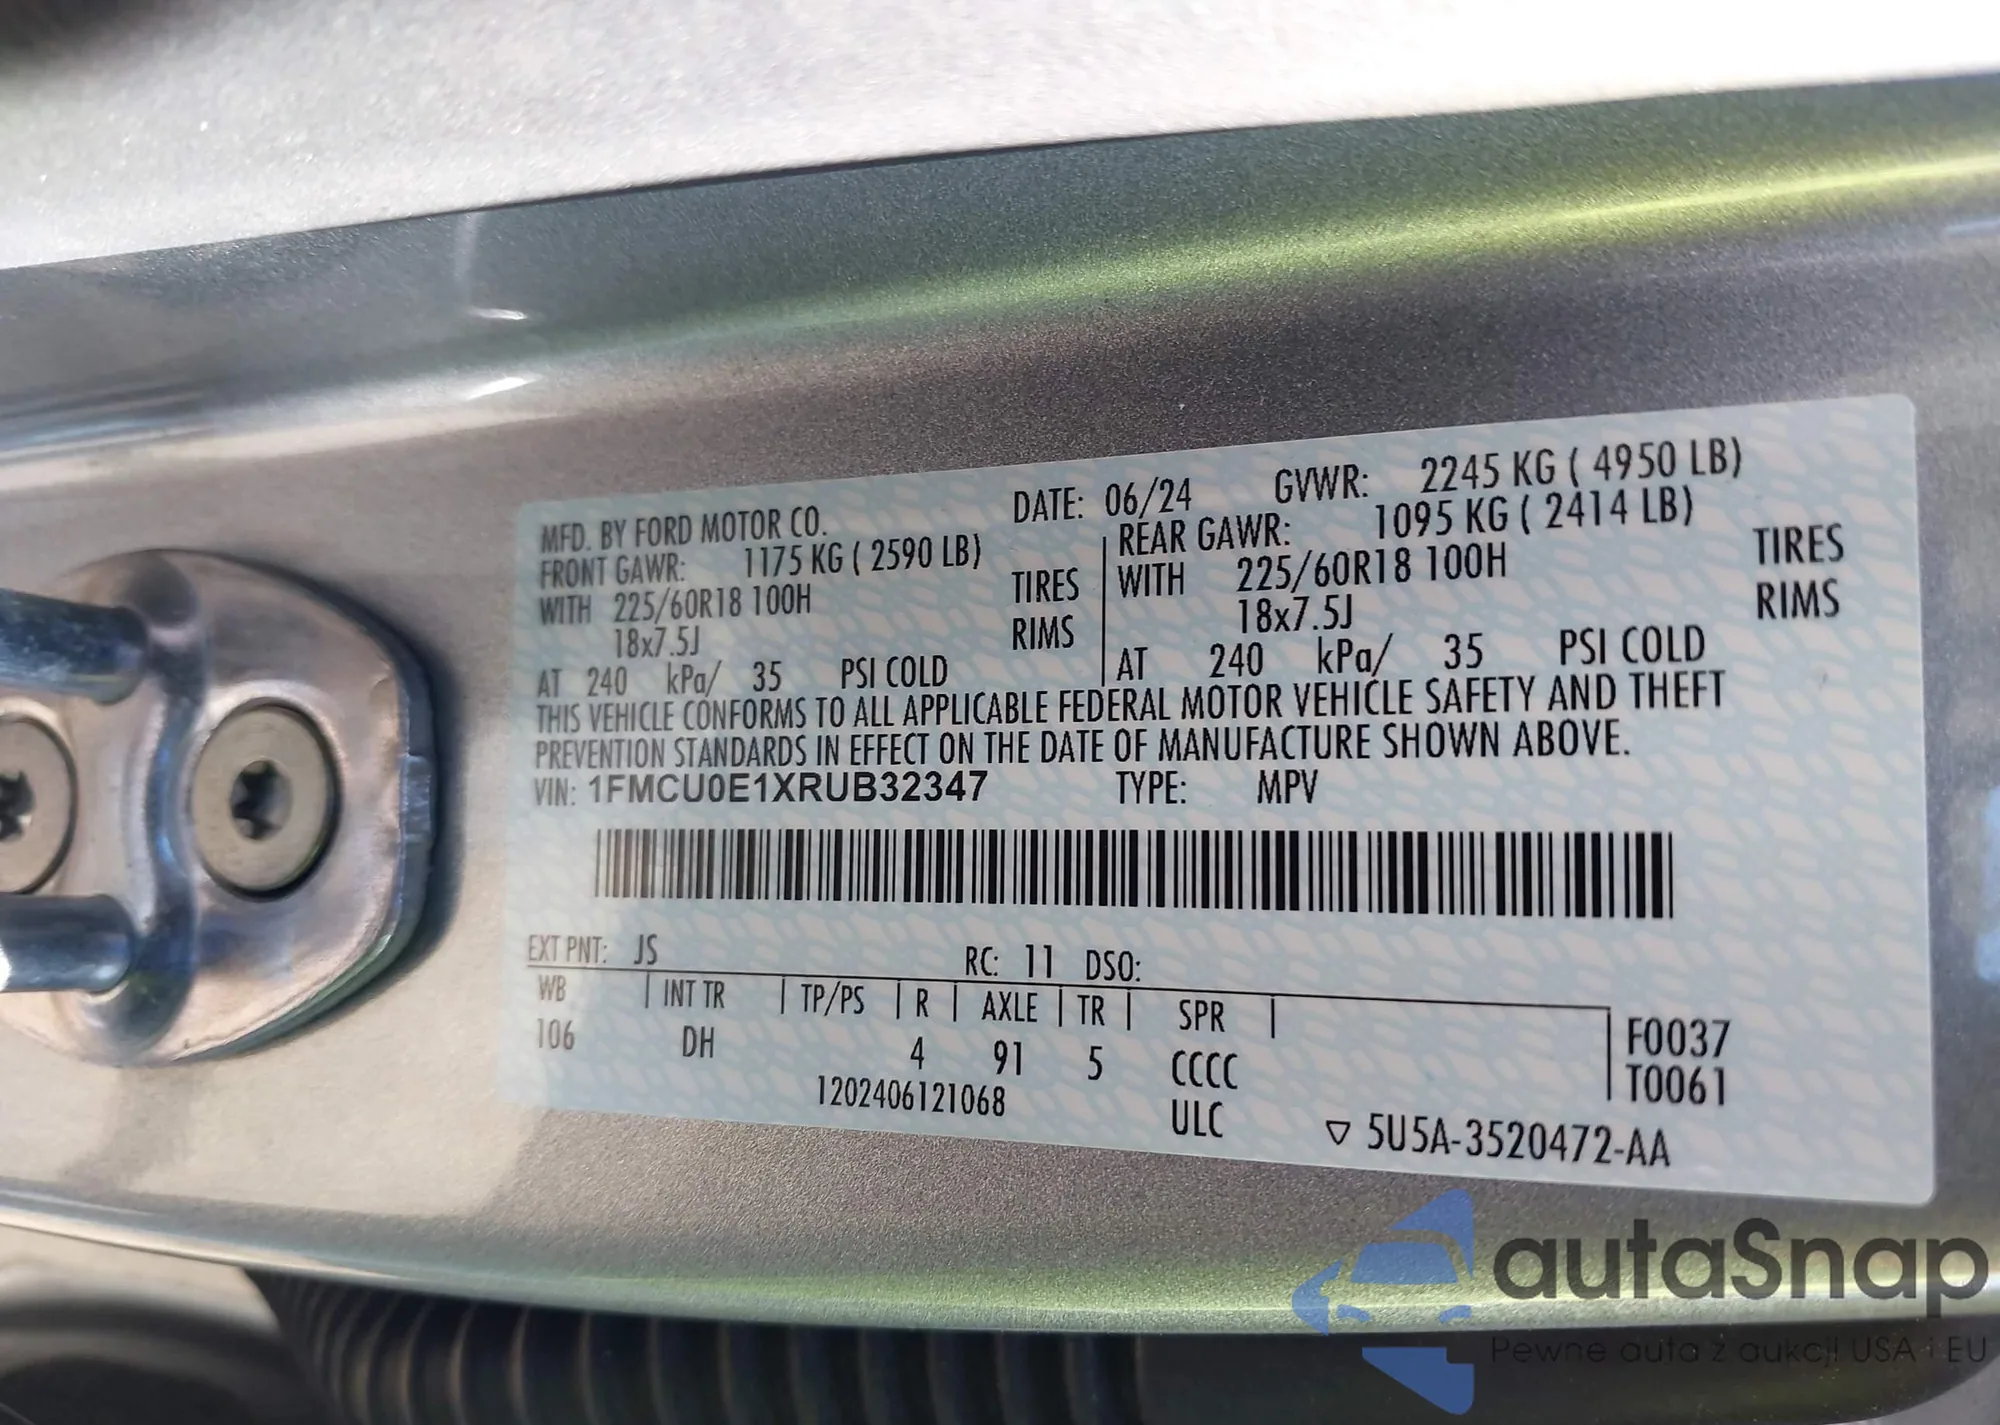 MFD. BY FORD MOTOR CO. DATE: 06/24 GVWR: 2245 KG ( 4950 LB)
FRONT GAWR: 1175 KG ( 2590 LB) REAR GAWR: 1095 KG ( 2414 LB)
WITH 225/60R18 100H TIRES WITH 225/60R18 100H TIRES
18x7.5J RIMS 18x7.5J RIMS
AT 240 kPa/ 35 PSI COLD AT 240 kPa/ 35 PSI COLD
THIS VEHICLE CONFORMS TO ALL APPLICABLE FEDERAL MOTOR VEHICLE SAFETY AND THEFT
PREVENTION STANDARDS IN EFFECT ON THE DATE OF MANUFACTURE SHOWN ABOVE.
VIN: 1FMCU0E1XRUB32347 TYPE: MPV
EXT PNT: JS RC: 11 DSO:
WB INT TR TP/PS R AXLE TR SPR F0037
106 DH 4 91 5 CCCC T0061
1202406121068 ULC 5U5A-3520472-AA
autaSnap
Pewne auta z aukcji USA i EU